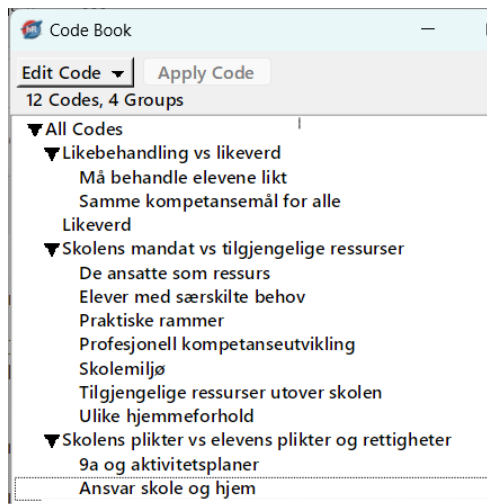 Code Book
Edit Code Apply Code
12 Codes, 4 Groups
All Codes
Likebehandling vs likeverd
Må behandle elevene likt
Samme kompetansemål for alle
Likeverd
Skolens mandat vs tilgjengelige ressurser
De ansatte som ressurs
Elever med særskilte behov
Praktiske rammer
Profesjonell kompetanseutvikling
Skolemiljø
Tilgjengelige ressurser utover skolen
Ulike hjemmeforhold
Skolens plikter vs elevens plikter og rettigheter
9a og aktivitetsplaner
Ansvar skole og hjem